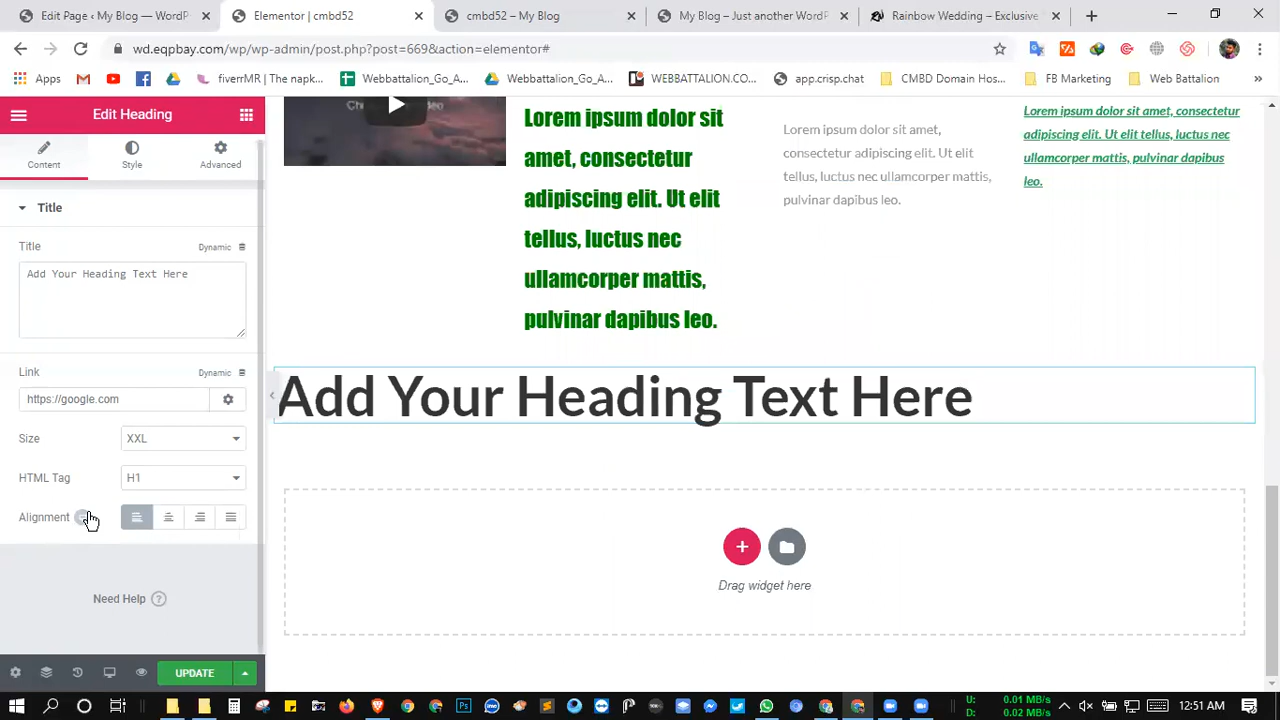 Edit Page ‹ My Blog — WordP
Elementor | cmbd52
cmbd52 – My Blog
My Blog – Just another WordP
Rainbow Wedding – Exclusive
wd.eqpbay.com/wp/wp-admin/post.php?post=669&action=elementor#
Apps
fiverrMR | The napk...
Webbattalion_Go_A...
Webbattalion_Go_A...
WEBBATTALION.CO...
app.crisp.chat
CMBD Domain Hos...
FB Marketing
Web Battalion
Edit Heading
Content
Style
Advanced
Title
Title
Dynamic
Add Your Heading Text Here
Link
Dynamic
https://google.com
Size
XXL
HTML Tag
H1
Alignment
Need Help
UPDATE
Lorem ipsum dolor sit
amet, consectetur
adipiscing elit. Ut elit
tellus, luctus nec
ullamcorper mattis,
pulvinar dapibus leo.
Lorem ipsum dolor sit amet,
consectetur adipiscing elit. Ut elit
tellus, luctus nec ullamcorper mattis,
pulvinar dapibus leo.
Lorem ipsum dolor sit amet, consectetur
adipiscing elit. Ut elit tellus, luctus nec
ullamcorper mattis, pulvinar dapibus
leo.
Add Your Heading Text Here
Drag widget here
U: 0.01 MB/s
D: 0.02 MB/s
12:51 AM